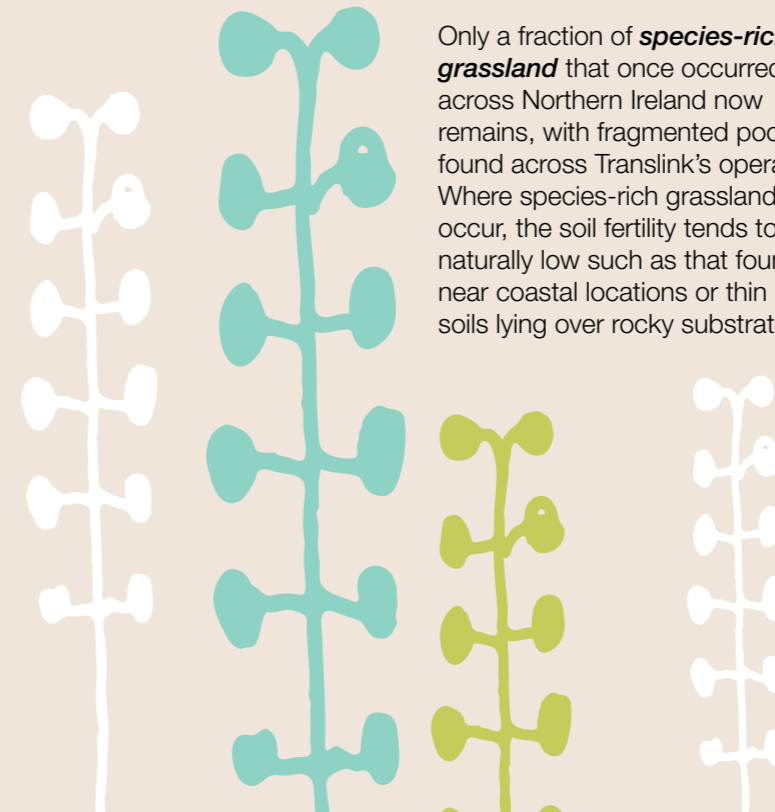 Only a fraction of species-ric
grassland that once occurred
across Northern Ireland now
remains, with fragmented poc
found across Translink's opera
Where species-rich grassland
occur, the soil fertility tends to
naturally low such as that four
near coastal locations or thin
soils lying over rocky substrat